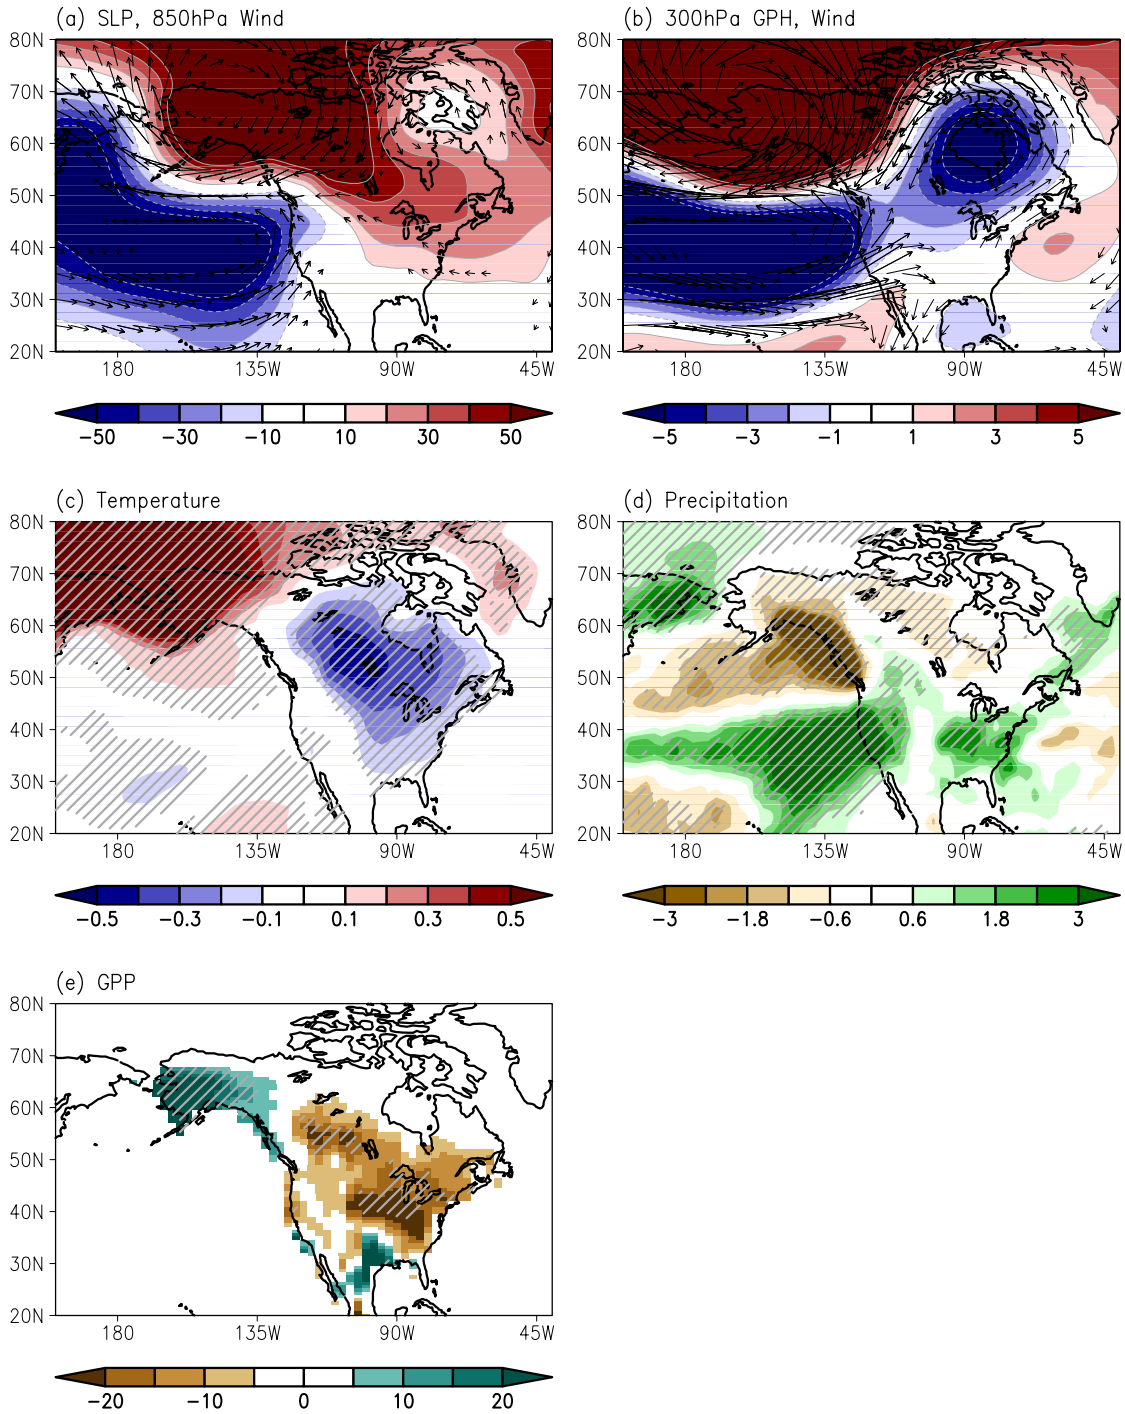 (a) SLP, 850hPa Wind
80N
70N
60N
50N
40N
30N
20N
180 135W 90W 45W
-50 -30 -10 10 30 50
(b) 300hPa GPH, Wind
80N
70N
60N
50N
40N
30N
20N
180 135W 90W 45W
-5 -3 -1 1 3 5
(c) Temperature
80N
70N
60N
50N
40N
30N
20N
180 135W 90W 45W
-0.5 -0.3 -0.1 0.1 0.3 0.5
(d) Precipitation
80N
70N
60N
50N
40N
30N
20N
180 135W 90W 45W
-3 -1.8 -0.6 0.6 1.8 3
(e) GPP
80N
70N
60N
50N
40N
30N
20N
180 135W 90W 45W
-20 -10 0 10 20